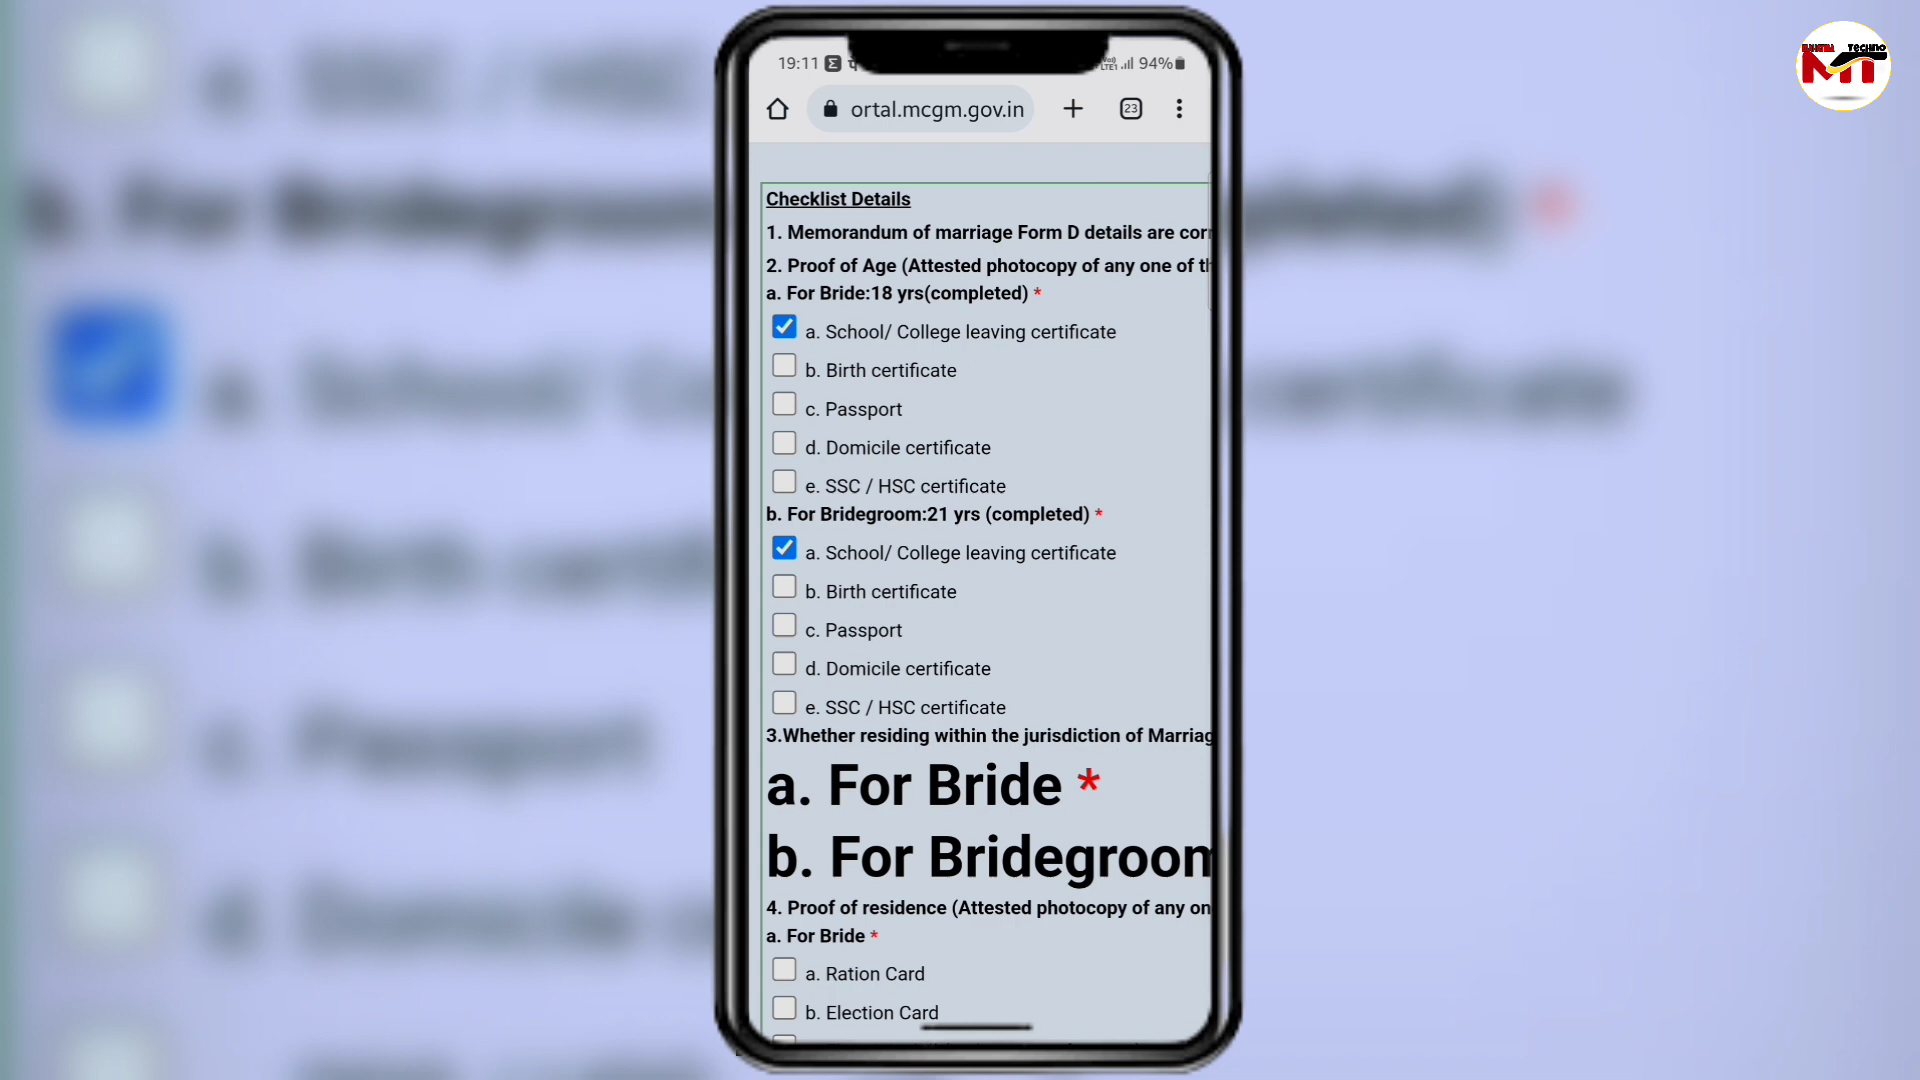 19:11
LTE1 94%
ortal.mcgm.gov.in
23
Checklist Details
1. Memorandum of marriage Form D details are corr
2. Proof of Age (Attested photocopy of any one of th
a. For Bride:18 yrs(completed) *
a. School/ College leaving certificate
b. Birth certificate
c. Passport
d. Domicile certificate
e. SSC / HSC certificate
b. For Bridegroom:21 yrs (completed) *
a. School/ College leaving certificate
b. Birth certificate
c. Passport
d. Domicile certificate
e. SSC / HSC certificate
3.Whether residing within the jurisdiction of Marriag
a. For Bride *
b. For Bridegroom
4. Proof of residence (Attested photocopy of any on
a. For Bride *
a. Ration Card
b. Election Card
TECHNO
MT